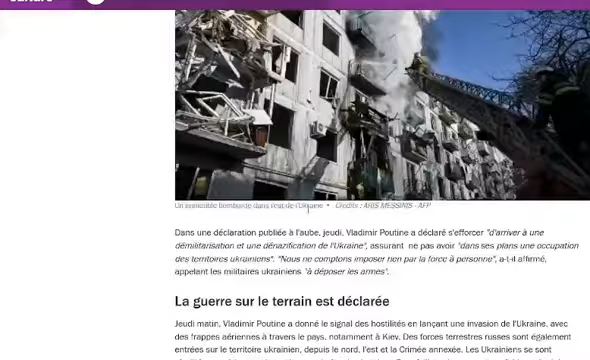 Un immeuble bombardé dans l'est de l'Ukraine • Crédits : ARIS MESSINIS - AFP
Dans une déclaration publiée à l'aube, jeudi, Vladimir Poutine a déclaré s'efforcer "d'arriver à une
démilitarisation et une dénazification de l'Ukraine", assurant ne pas avoir "dans ses plans une occupation
des territoires ukrainiens". "Nous ne comptons imposer rien par la force à personne", a-t-il affirmé,
appelant les militaires ukrainiens "à déposer les armes".
La guerre sur le terrain est déclarée
Jeudi matin, Vladimir Poutine a donné le signal des hostilités en lançant une invasion de l'Ukraine, avec
des frappes aériennes à travers le pays, notamment à Kiev. Des forces terrestres russes sont également
entrées sur le territoire ukrainien, depuis le nord, l'est et la Crimée annexée. Les Ukrainiens se sont